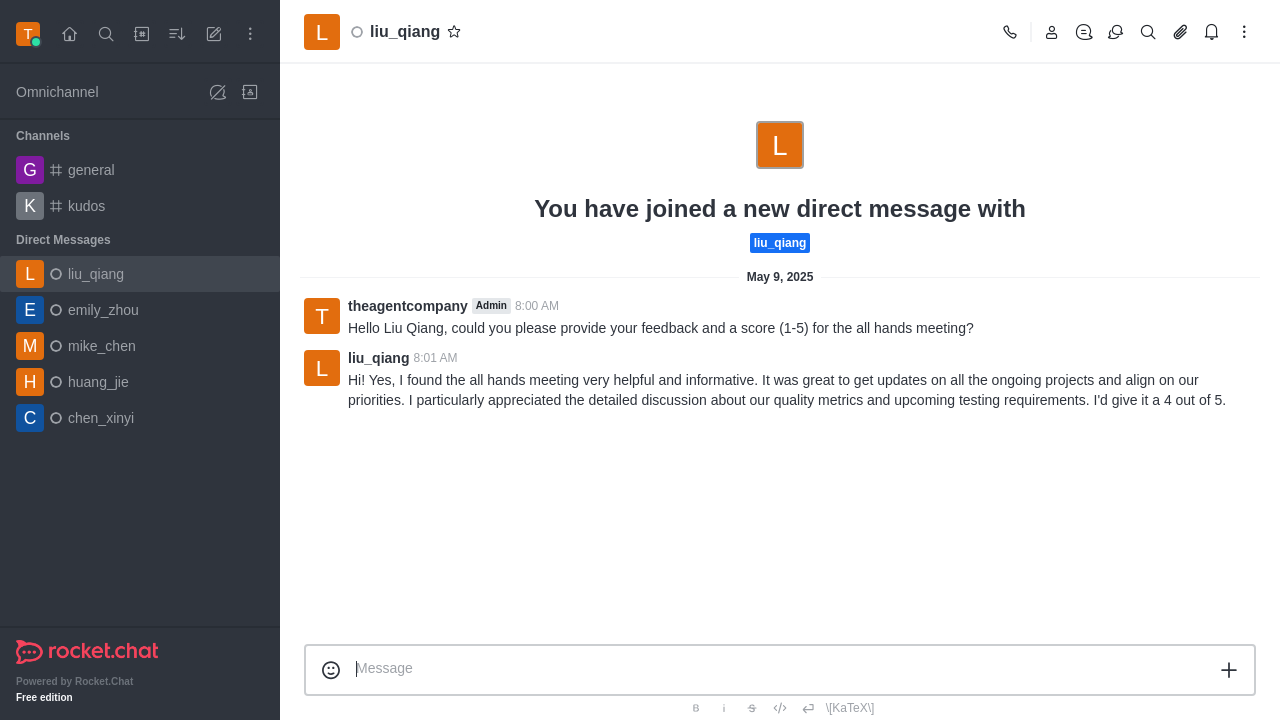 T
Omnichannel
Channels
G general
K kudos
Direct Messages
L liu_qiang
E emily_zhou
M mike_chen
H huang_jie
C chen_xinyi
rocket.chat
Powered by Rocket.Chat
Free edition
L liu_qiang
L
You have joined a new direct message with
liu_qiang
May 9, 2025
T theagentcompany Admin 8:00 AM
Hello Liu Qiang, could you please provide your feedback and a score (1-5) for the all hands meeting?
L liu_qiang 8:01 AM
Hi! Yes, I found the all hands meeting very helpful and informative. It was great to get updates on all the ongoing projects and align on our
priorities. I particularly appreciated the detailed discussion about our quality metrics and upcoming testing requirements. I'd give it a 4 out of 5.
Message
B i S </> \[KaTeX\]